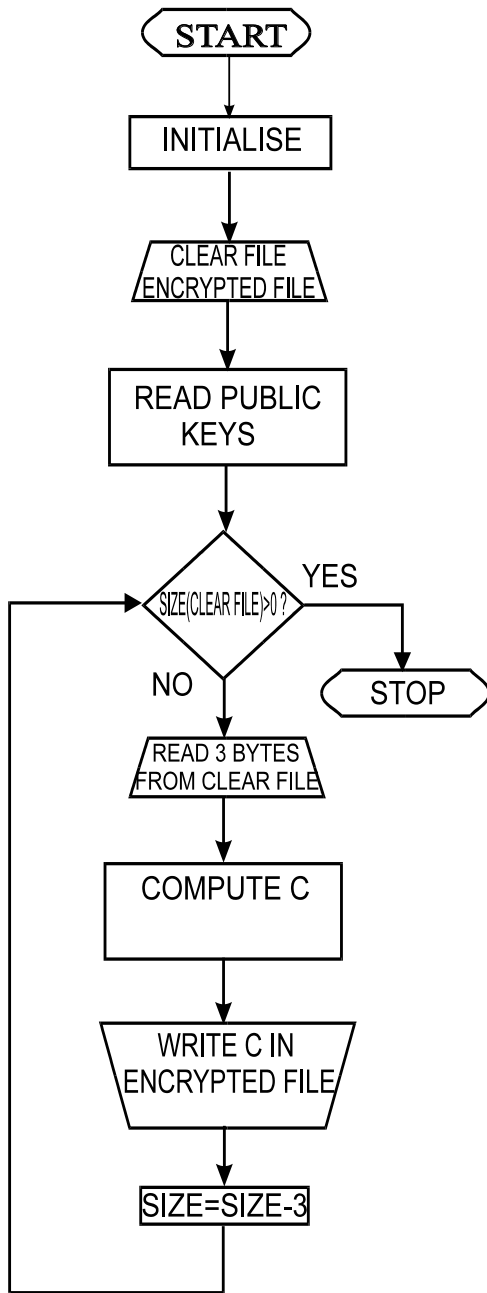 START
INITIALISE
CLEAR FILE
ENCRYPTED FILE
READ PUBLIC
KEYS
SIZE(CLEAR FILE)>0 ?
YES
STOP
NO
READ 3 BYTES
FROM CLEAR FILE
COMPUTE C
WRITE C IN
ENCRYPTED FILE
SIZE=SIZE-3